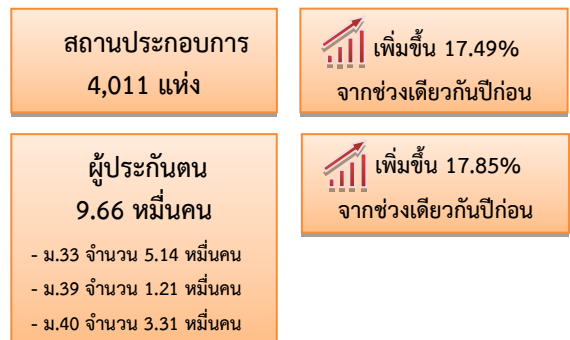 สถานประกอบการ
4,011 แห่ง
เพิ่มขึ้น 17.49%
จากช่วงเดียวกันปีก่อน
ผู้ประกันตน
9.66 หมื่นคน
- ม.33 จำนวน 5.14 หมื่นคน
- ม.39 จำนวน 1.21 หมื่นคน
- ม.40 จำนวน 3.31 หมื่นคน
เพิ่มขึ้น 17.85%
จากช่วงเดียวกันปีก่อน